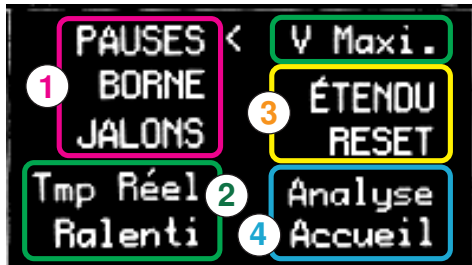 PAUSES < V Maxi.
BORNE
1
3
ÉTENDU
JALONS
RESET
Tmp Réel
2
Analyse
Ralenti
4
Accueil